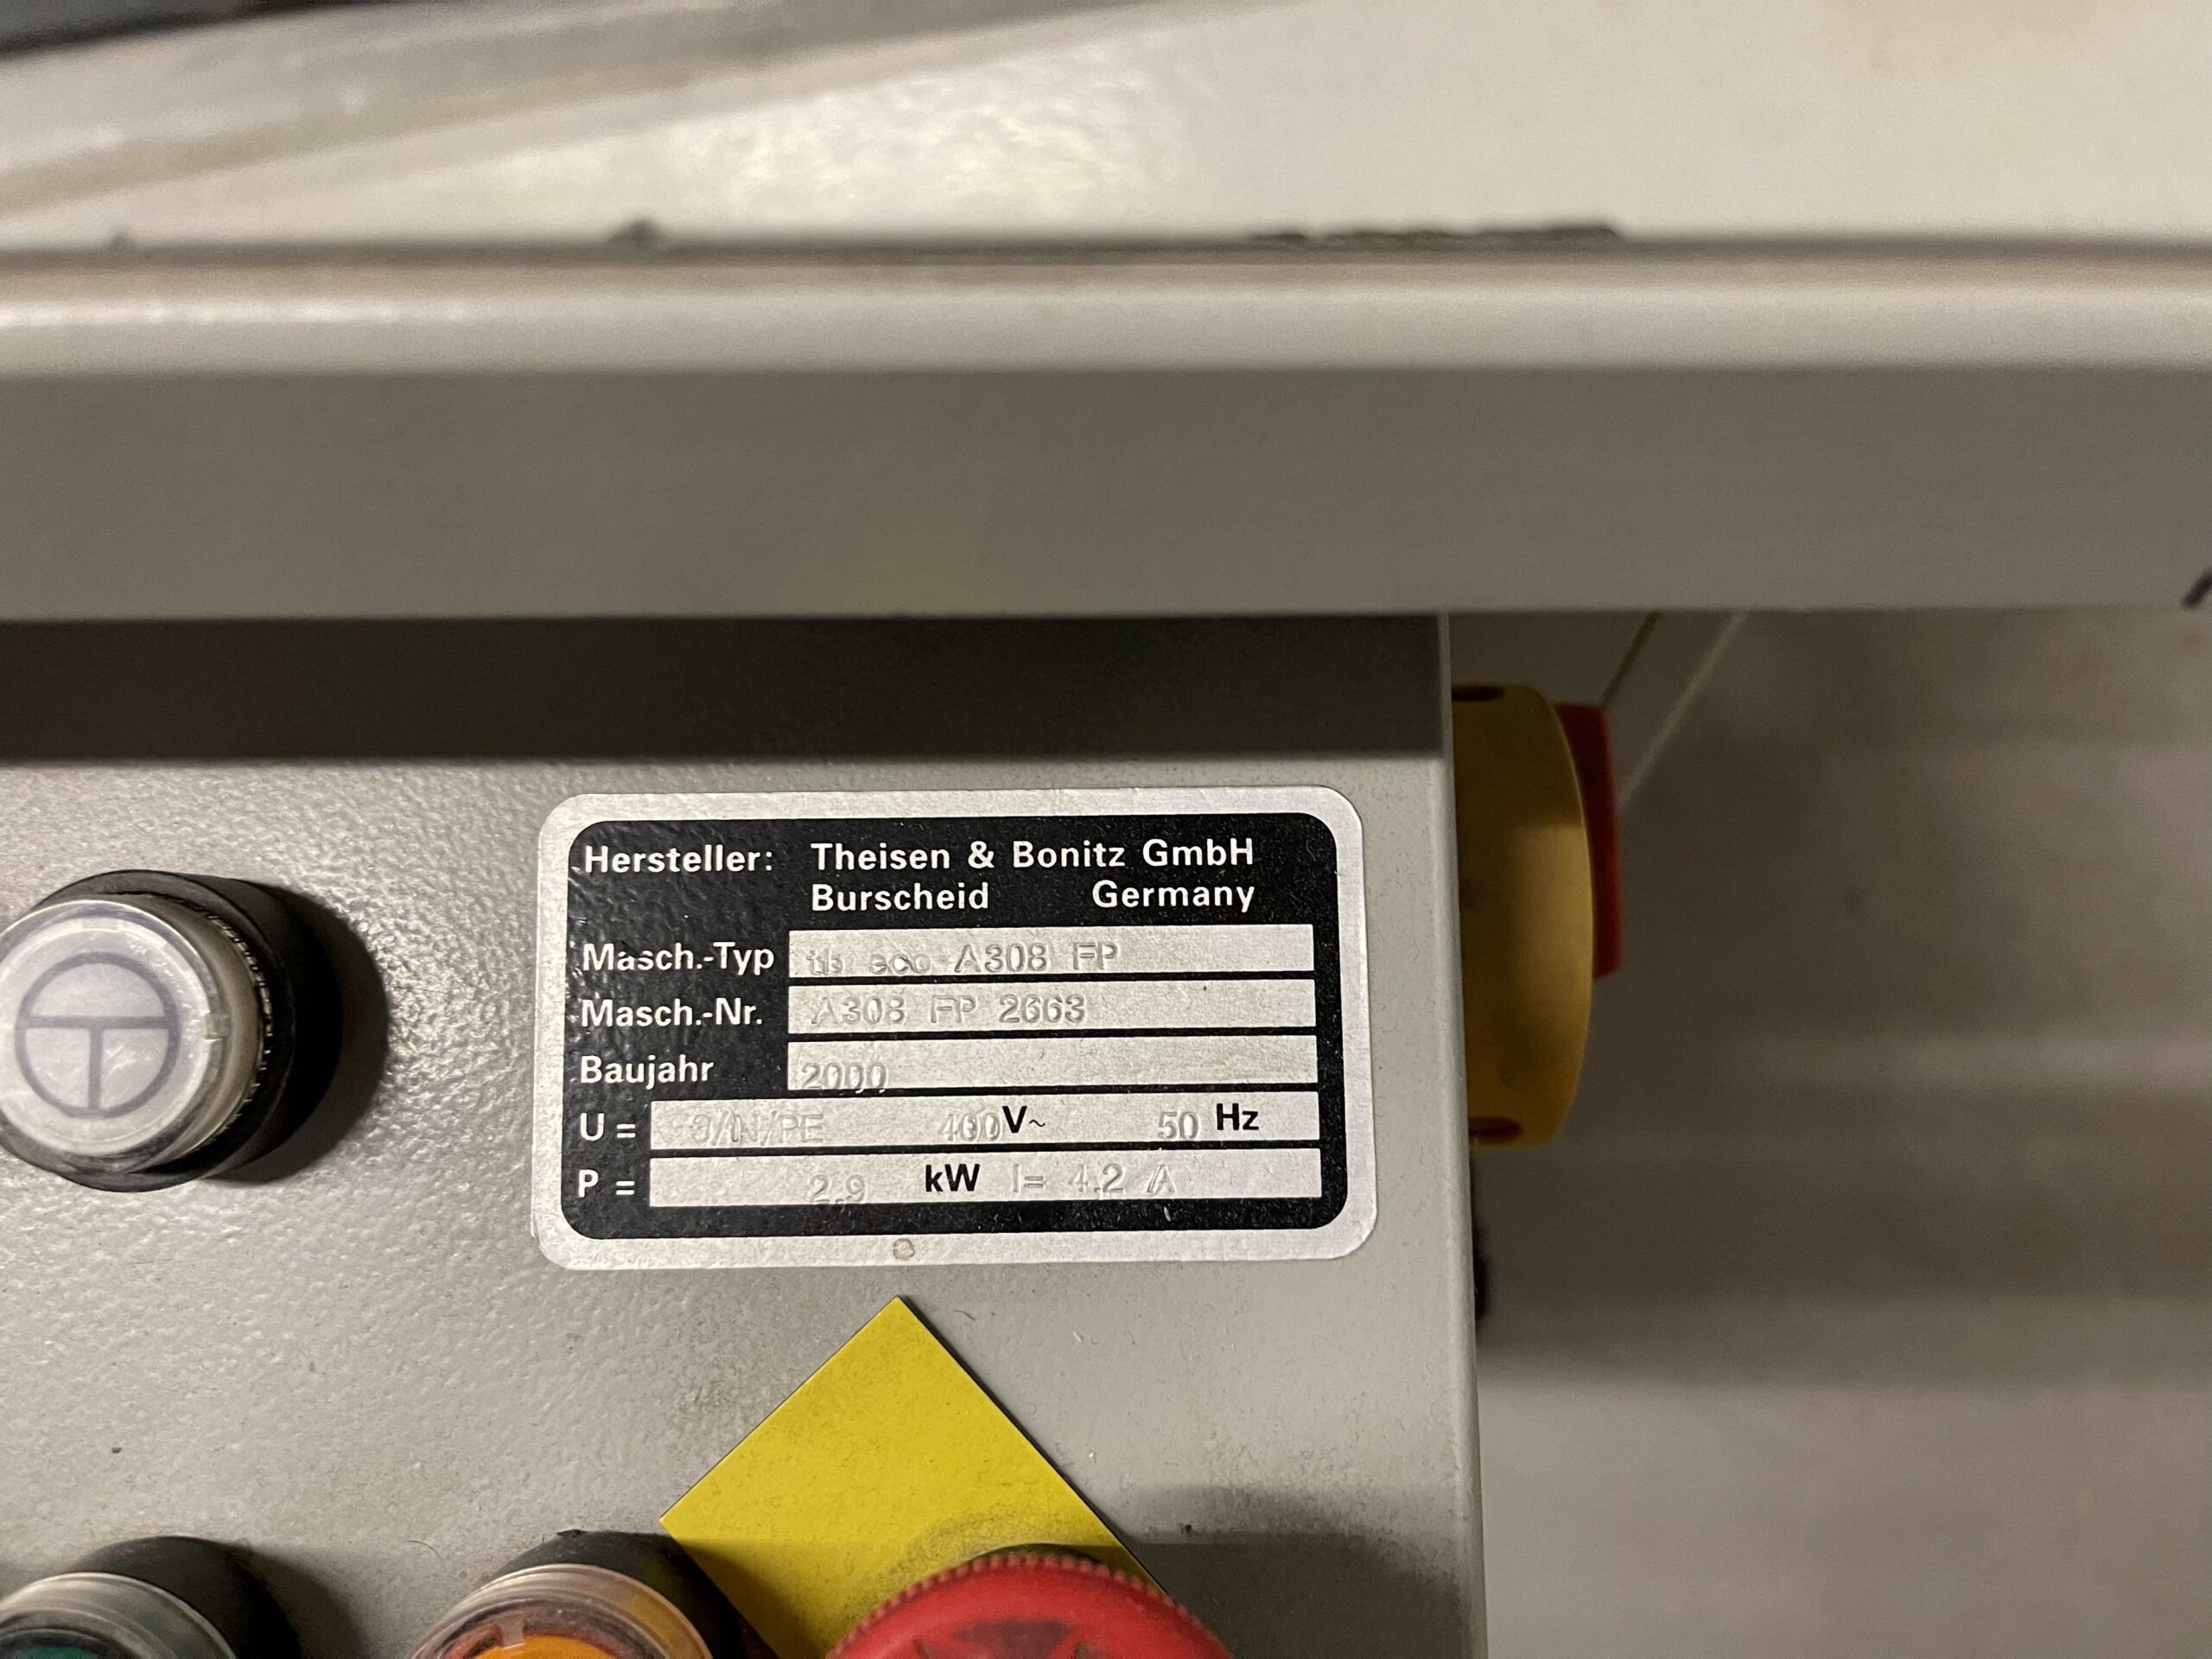 Hersteller: Theisen & Bonitz GmbH
Burscheid Germany
Masch.-Typ tb eco A308 FP
Masch.-Nr. A308 FP 2663
Baujahr 2000
U = 3/N/PE 400 V~ 50 Hz
P = 2,9 kW I= 4.2 A